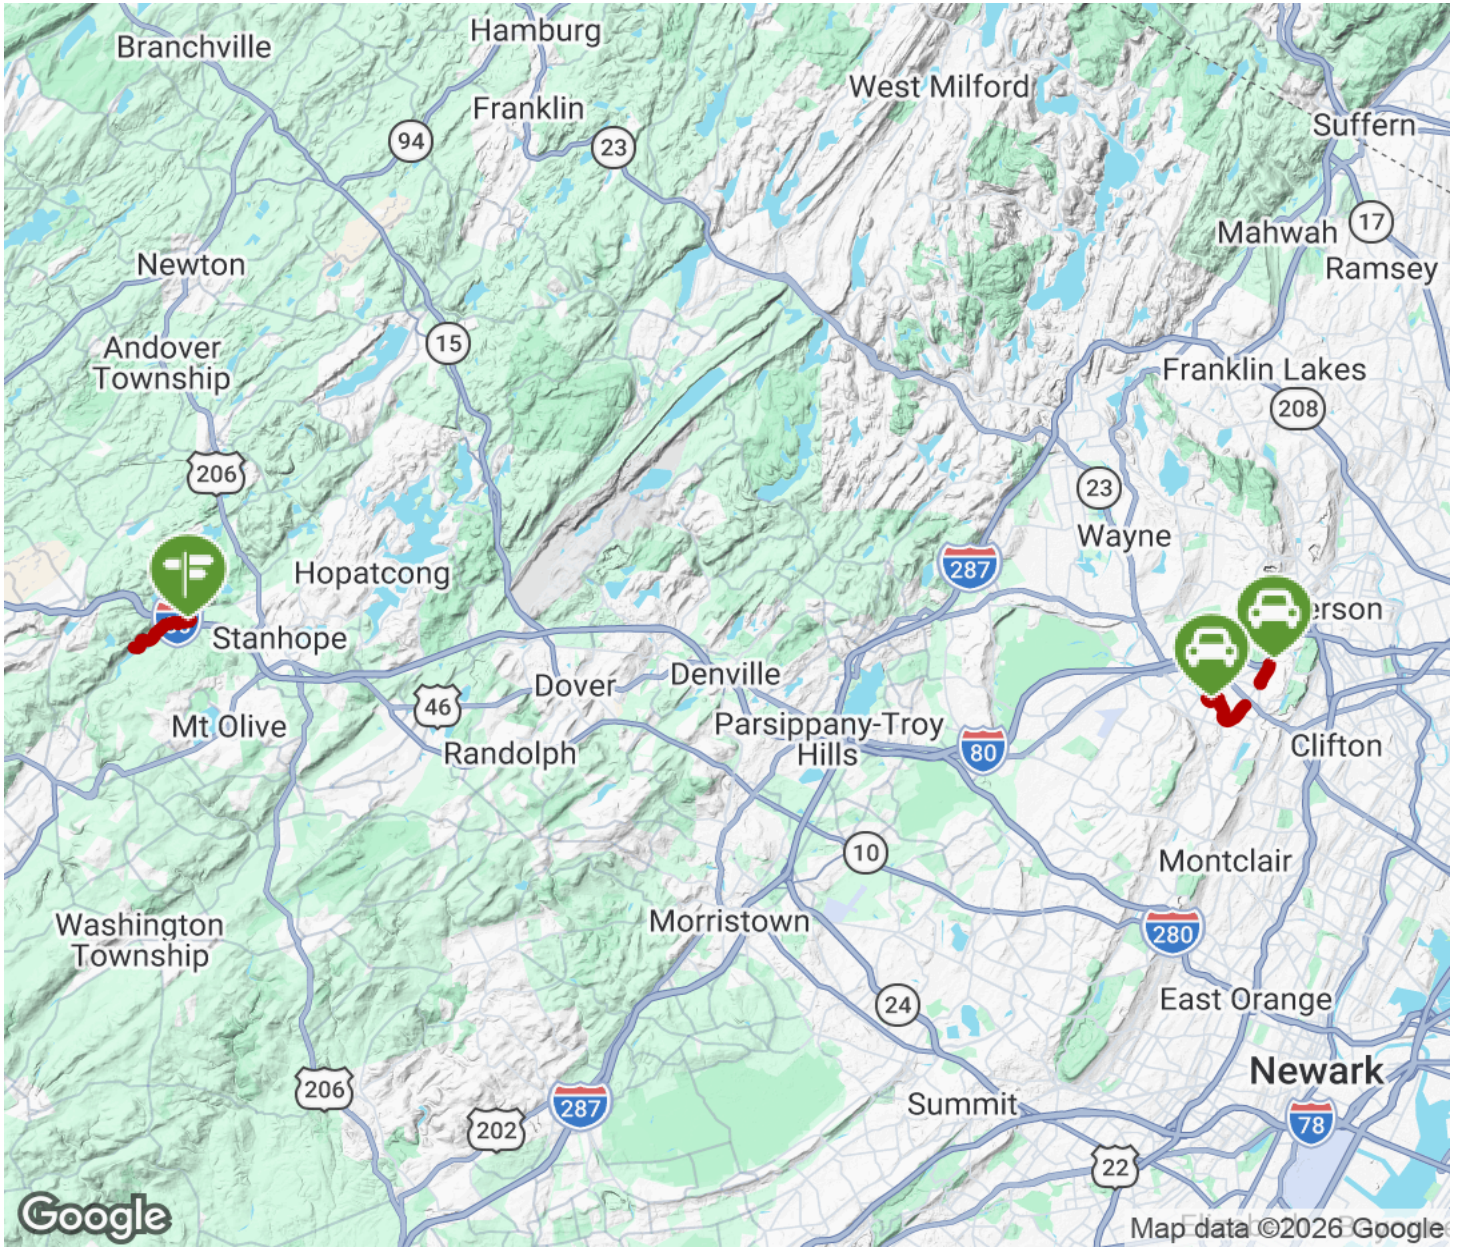 Branchville
Hamburg
Franklin
94
23
West Milford
Suffern
17
Mahwah
Ramsey
Newton
Andover
Township
15
Franklin Lakes
208
206
23
Wayne
Hopatcong
287
Stanhope
Denville
Dover
46
Mt Olive
Randolph
Parsippany-Troy
Hills
80
Clifton
10
Montclair
Morristown
280
Washington
Township
24
East Orange
Newark
206
287
202
Summit
78
22
Google
Map data ©2026 Google